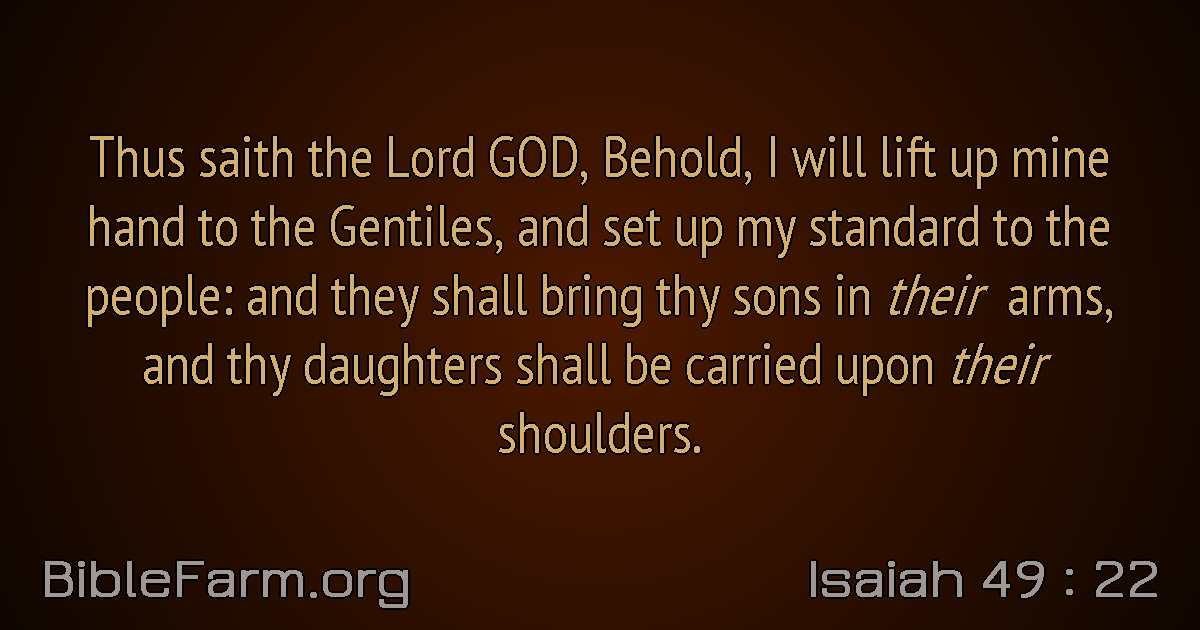 Thus saith the Lord GOD, Behold, I will lift up mine
hand to the Gentiles, and set up my standard to the
people: and they shall bring thy sons in their arms,
and thy daughters shall be carried upon their
shoulders.
BibleFarm.org
Isaiah 49 : 22